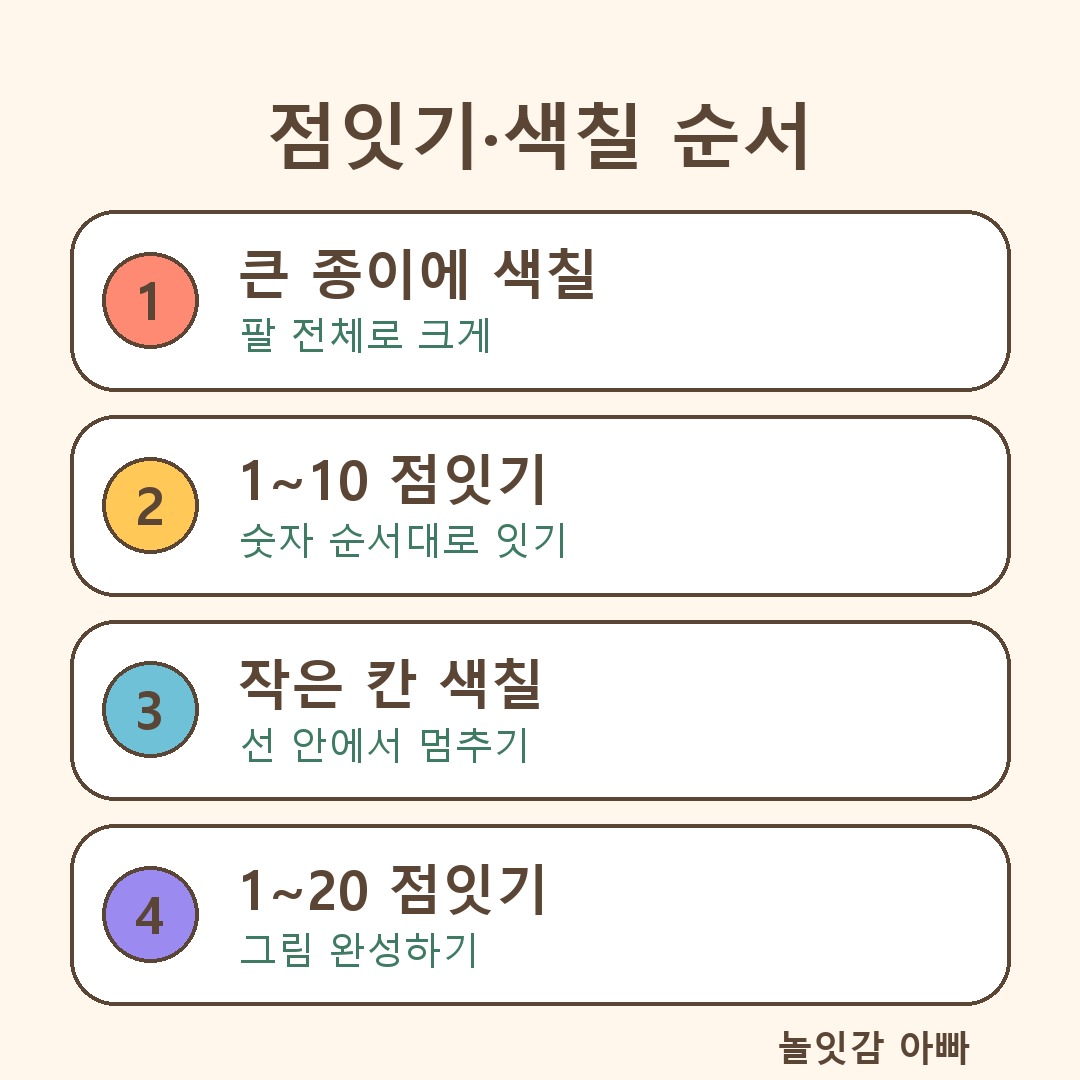 점잇기·색칠 순서
1
큰 종이에 색칠
팔 전체로 크게
2
1~10 점잇기
숫자 순서대로 잇기
3
작은 칸 색칠
선 안에서 멈추기
4
1~20 점잇기
그림 완성하기
놀잇감 아빠